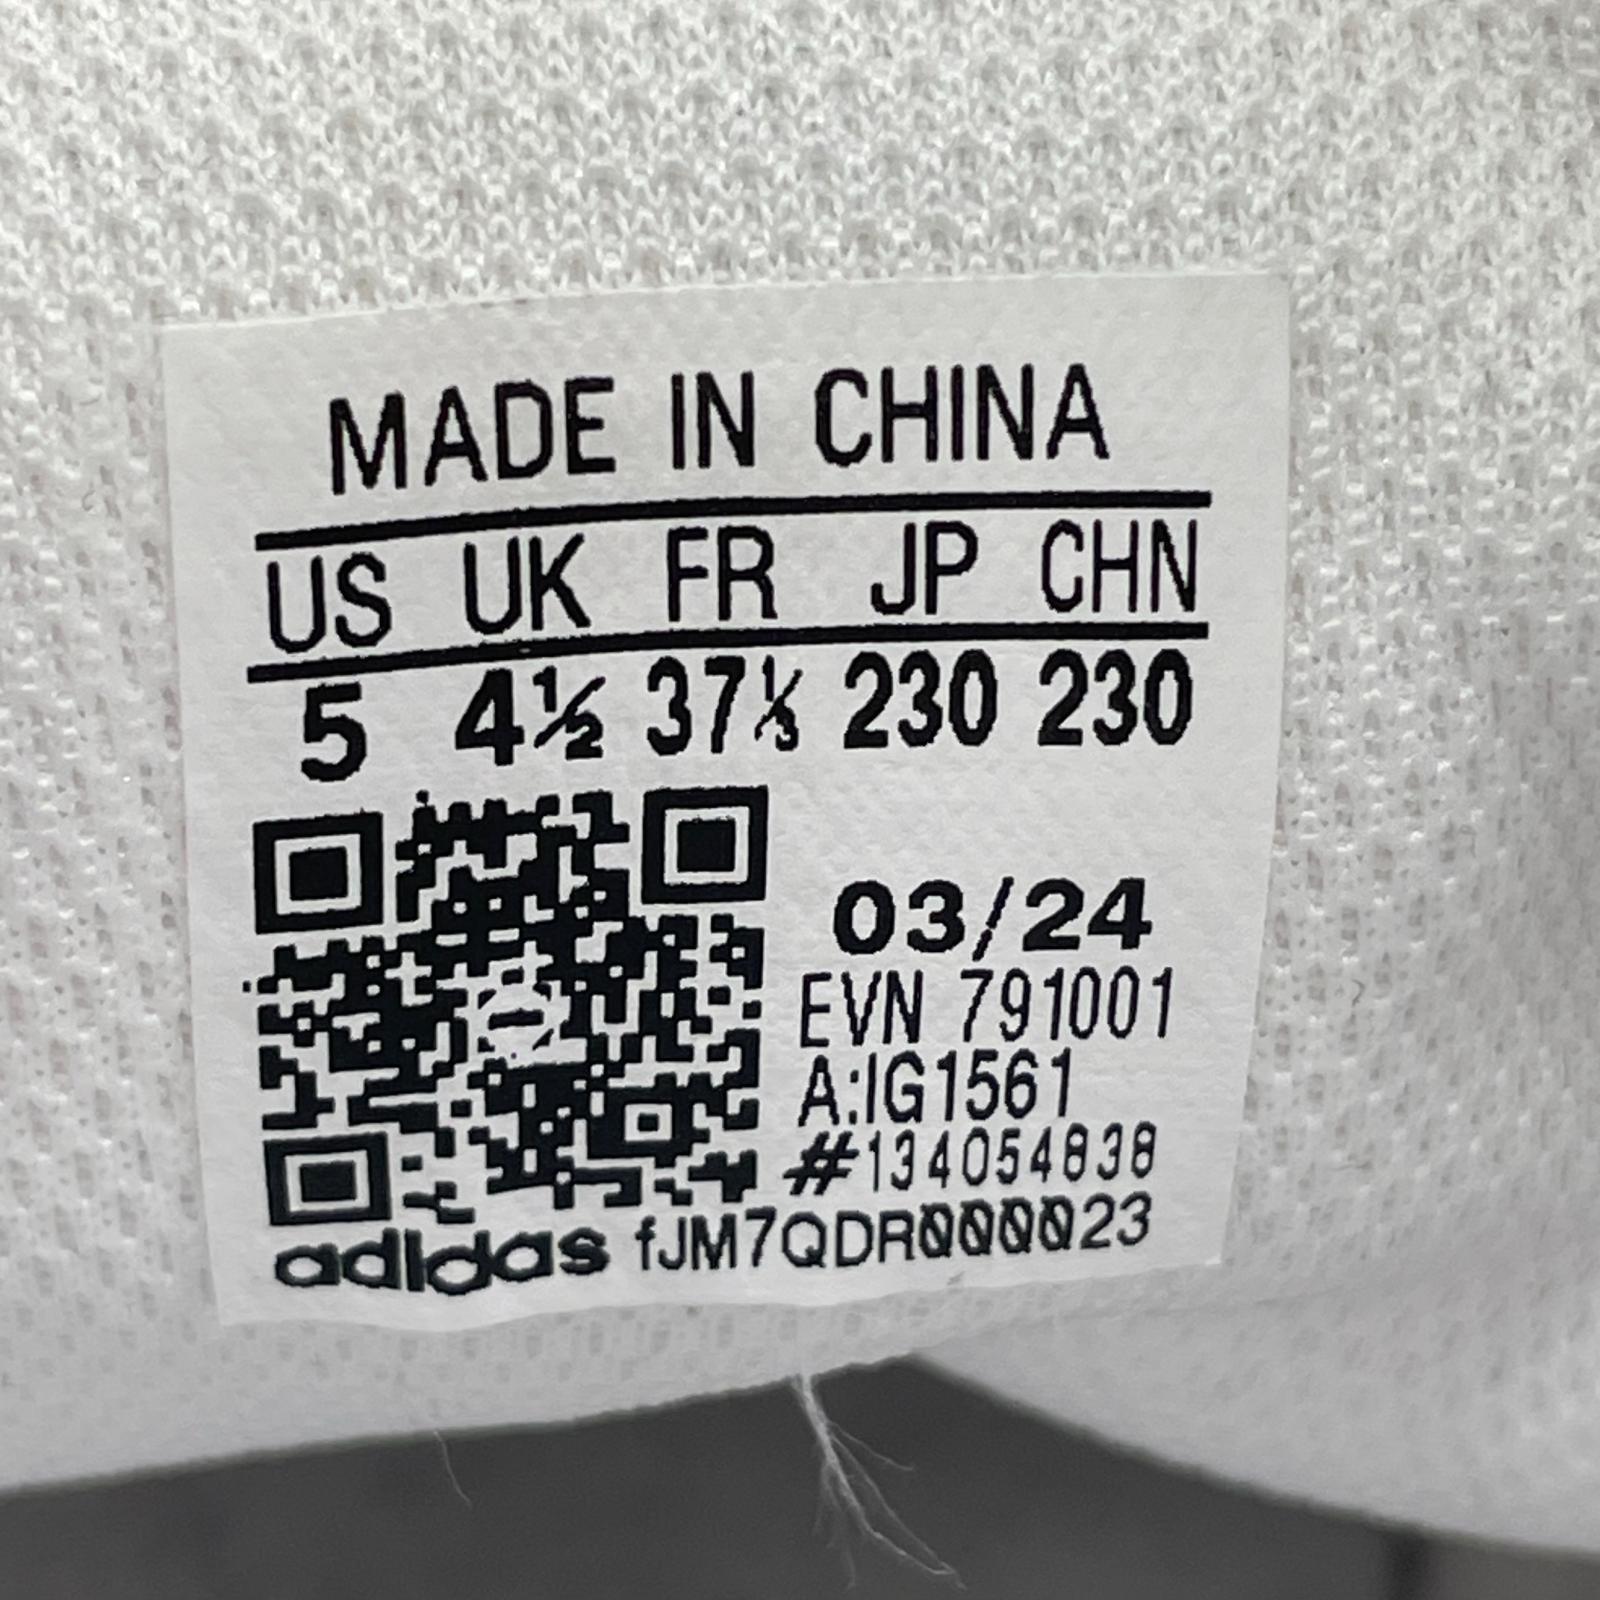 MADE IN CHINA
US UK FR JP CHN
5 4½ 37⅓ 230 230
03/24
EVN 791001
A:IG1561
#134054838
adidas fJM7QDR000023